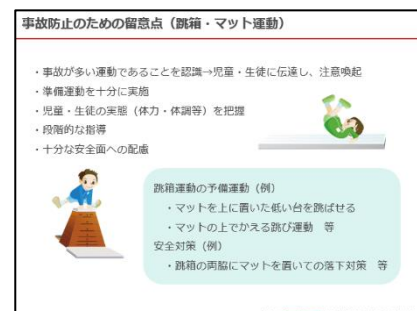 事故防止のための留意点（跳箱・マット運動）
・事故が多い運動であることを認識→児童・生徒に伝達し、注意喚起
・準備運動を十分に実施
・児童・生徒の実態（体力・体調等）を把握
・段階的な指導
・十分な安全面への配慮
跳箱運動の予備運動（例）
・マットを上に置いた低い台を跳ばせる
・マットの上でかえる跳び運動　等
安全対策（例）
・跳箱の両脇にマットを置いての落下対策　等